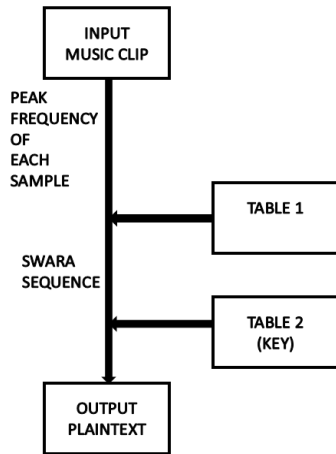 INPUT
MUSIC CLIP
PEAK
FREQUENCY
OF
EACH
SAMPLE
TABLE 1
SWARA
SEQUENCE
TABLE 2
(KEY)
OUTPUT
PLAINTEXT